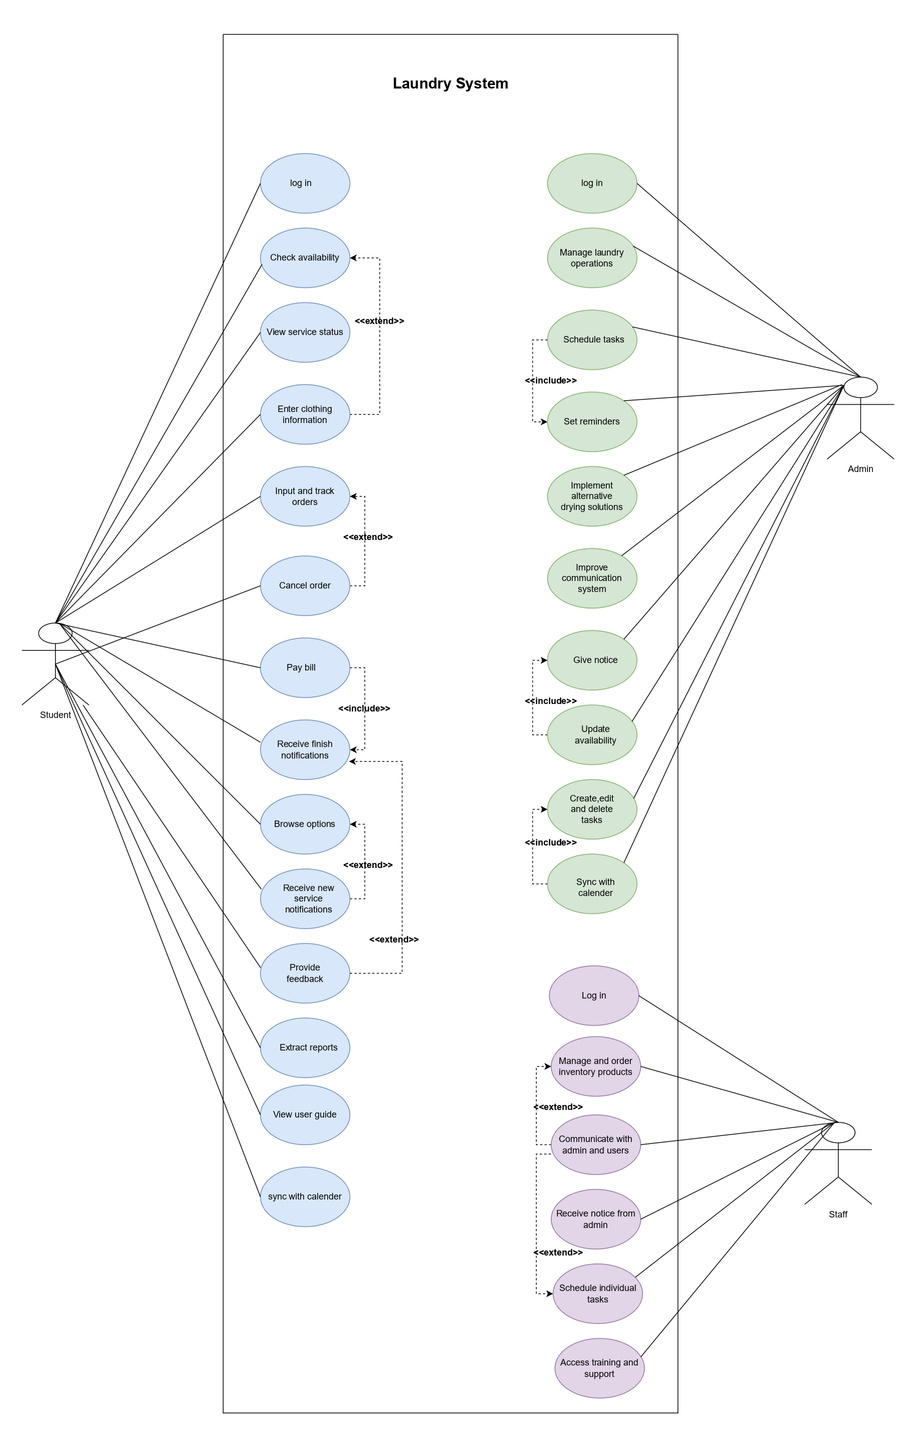 Laundry System
log in
Check availability
<<extend>>
View service status
Enter clothing
information
Input and track
orders
<<extend>>
Cancel order
Pay bill
<<include>>
Receive finish
notifications
Browse options
<<extend>>
Receive new
service
notifications
<<extend>>
Provide
feedback
Extract reports
View user guide
sync with calender
Student
log in
Manage laundry
operations
Schedule tasks
<<include>>
Set reminders
Implement
alternative
drying solutions
Improve
communication
system
Give notice
<<include>>
Update
availability
Create,edit
and delete
tasks
<<include>>
Sync with
calender
Admin
Log in
Manage and order
inventory products
<<extend>>
Communicate with
admin and users
Receive notice from
admin
<<extend>>
Schedule individual
tasks
Access training and
support
Staff